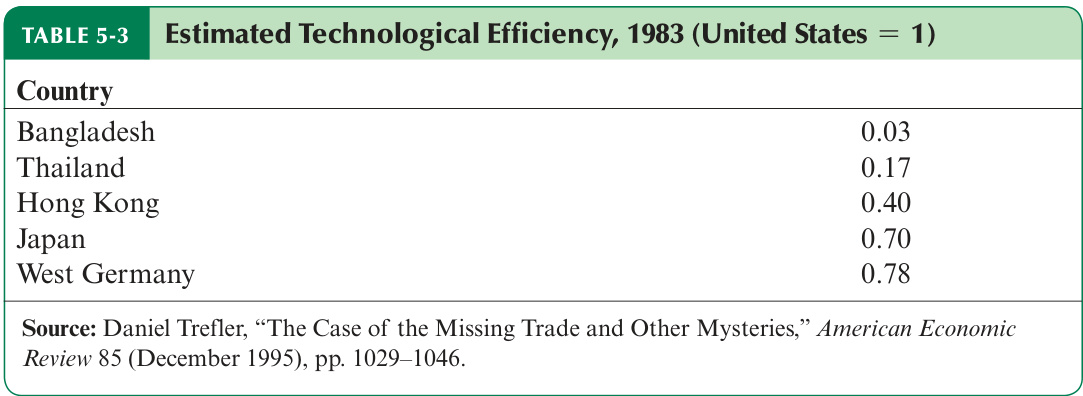 TABLE 5-3 Estimated Technological Efficiency, 1983 (United States = 1)
Country
Bangladesh 0.03
Thailand 0.17
Hong Kong 0.40
Japan 0.70
West Germany 0.78
Source: Daniel Trefler, “The Case of the Missing Trade and Other Mysteries,” American Economic
Review 85 (December 1995), pp. 1029–1046.